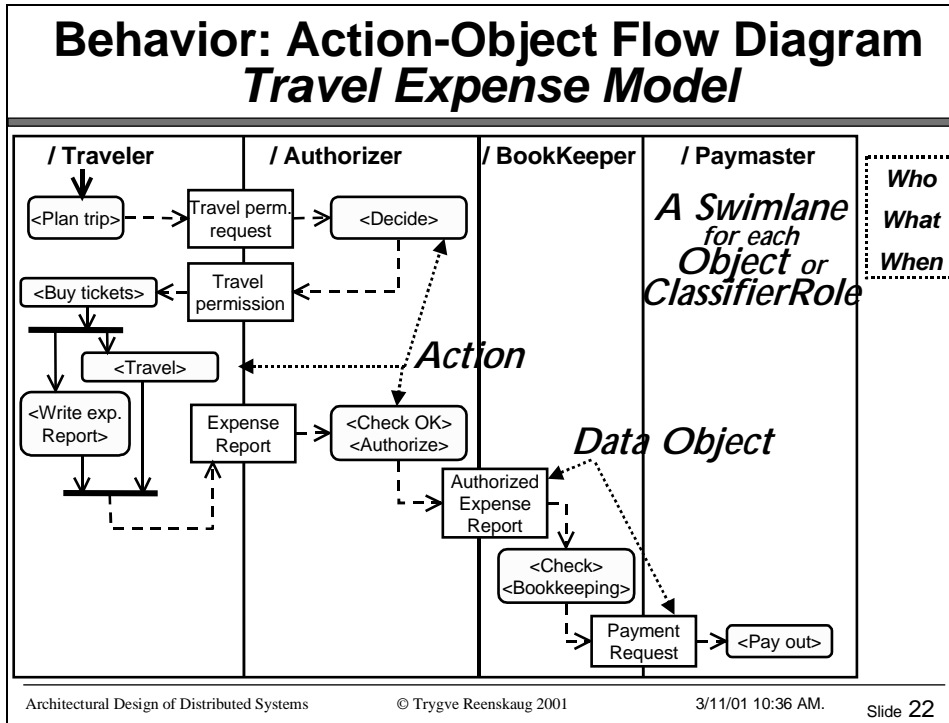 Behavior: Action-Object Flow Diagram
Travel Expense Model
/ Traveler
/ Authorizer
/ BookKeeper
/ Paymaster
Who
What
When
<Plan trip>
Travel perm.
request
<Decide>
A Swimlane
for each
Object or
ClassifierRole
<Buy tickets>
Travel
permission
<Travel>
Action
<Write exp.
Report>
Expense
Report
<Check OK>
<Authorize>
Data Object
Authorized
Expense
Report
<Check>
<Bookkeeping>
Payment
Request
<Pay out>
Architectural Design of Distributed Systems
© Trygve Reenskaug 2001
3/11/01 10:36 AM.
Slide 22